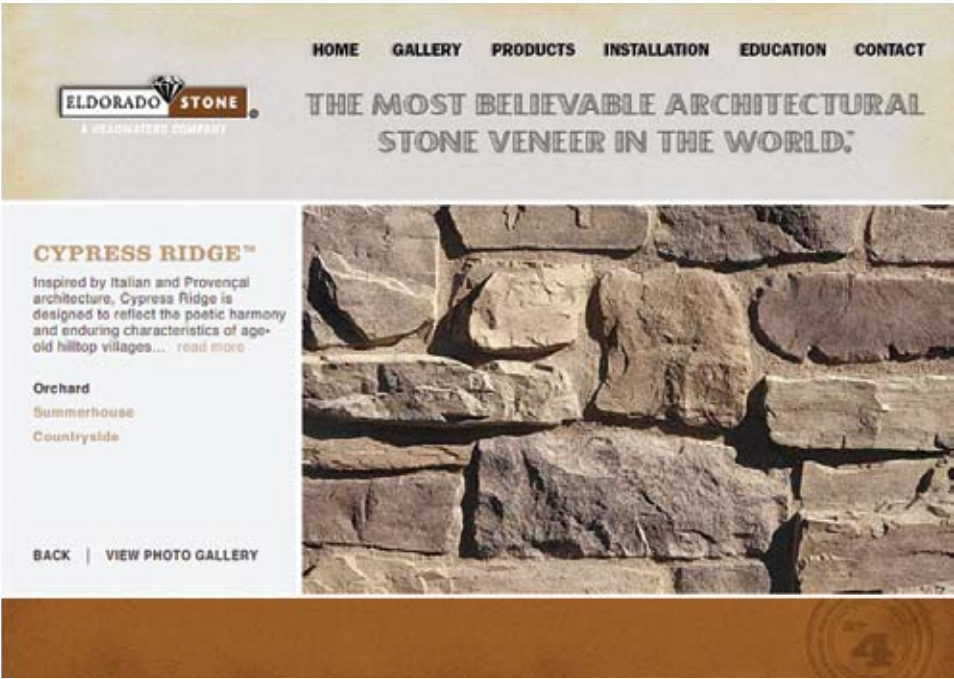 HOME GALLERY PRODUCTS INSTALLATION EDUCATION CONTACT
ELDORADO STONE
A HEADWATERS COMPANY
THE MOST BELIEVABLE ARCHITECTURAL
STONE VENEER IN THE WORLD.™
CYPRESS RIDGE™
Inspired by Italian and Provençal
architecture, Cypress Ridge is
designed to reflect the poetic harmony
and enduring characteristics of age-
old hilltop villages... read more
Orchard
Summerhouse
Countryside
BACK | VIEW PHOTO GALLERY
4